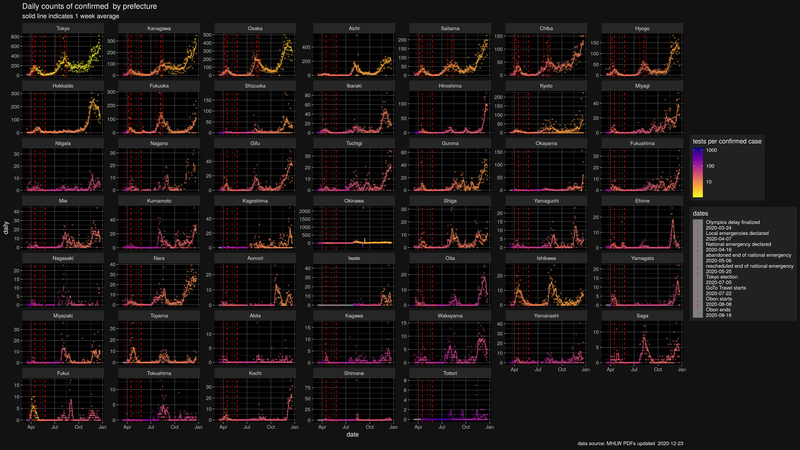 Daily counts of confirmed by prefecture
solid line indicates 1 week average
Tokyo
Kanagawa
Osaka
Aichi
Saitama
Chiba
Hyogo
Hokkaido
Fukuoka
Shizuoka
Ibaraki
Hiroshima
Kyoto
Miyagi
Niigata
Nagano
Gifu
Tochigi
Gunma
Okayama
Fukushima
Mie
Kumamoto
Kagoshima
Okinawa
Shiga
Yamaguchi
Ehime
Nagasaki
Nara
Aomori
Iwate
Oita
Ishikawa
Yamagata
Miyazaki
Toyama
Akita
Kagawa
Wakayama
Yamanashi
Saga
Fukui
Tokushima
Kochi
Shimane
Tottori
daily
Apr Jul Oct Jan
date
tests per confirmed case
1000
100
10
dates
Olympics delay finalized
2020-03-24
Local emergencies declared
2020-04-07
National emergency declared
2020-04-16
abandoned end of national emergency
2020-05-06
rescheduled end of national emergency
2020-05-25
Tokyo election
2020-07-05
GoTo Travel starts
2020-07-22
Obon starts
2020-08-08
Obon ends
2020-08-16
data source: MHLW PDFs updated 2020-12-23